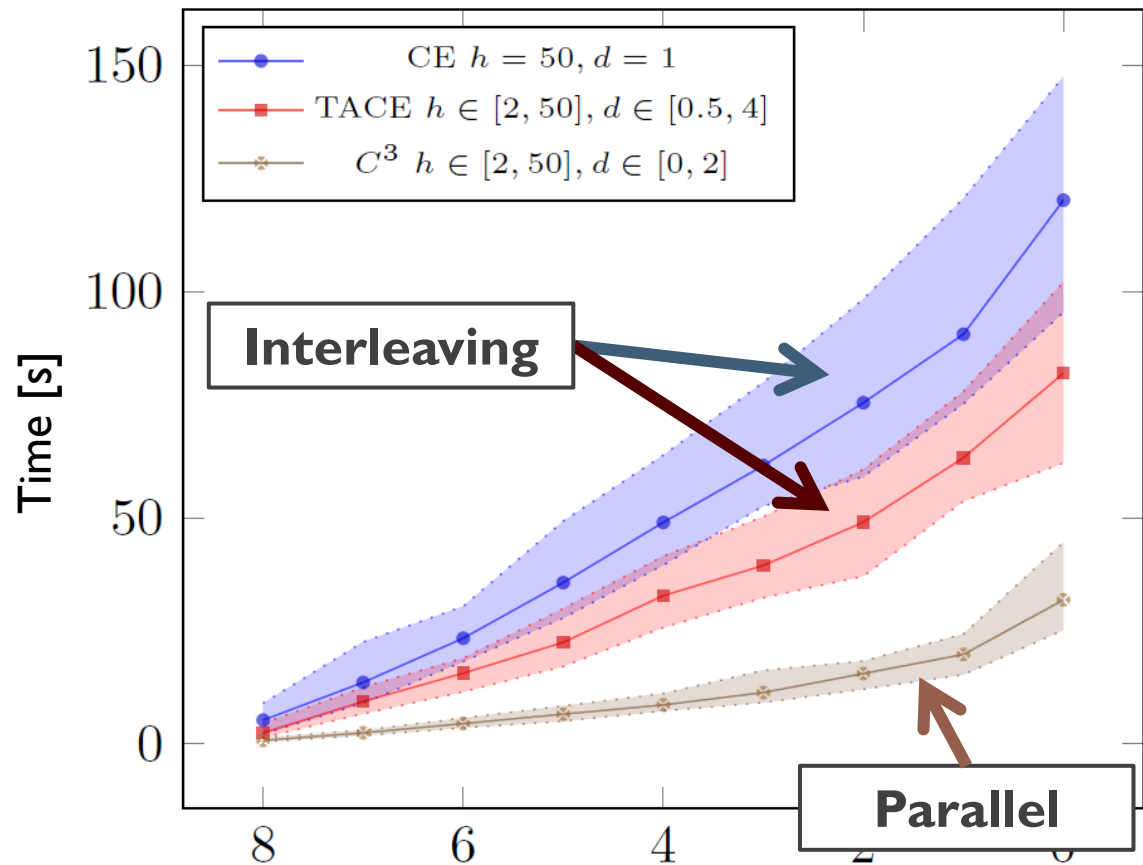 150
100
50
0
Time [s]
CE h = 50, d = 1
TACE h ∈ [2, 50], d ∈ [0.5, 4]
C³ h ∈ [2, 50], d ∈ [0, 2]
Interleaving
Parallel
8 6 4